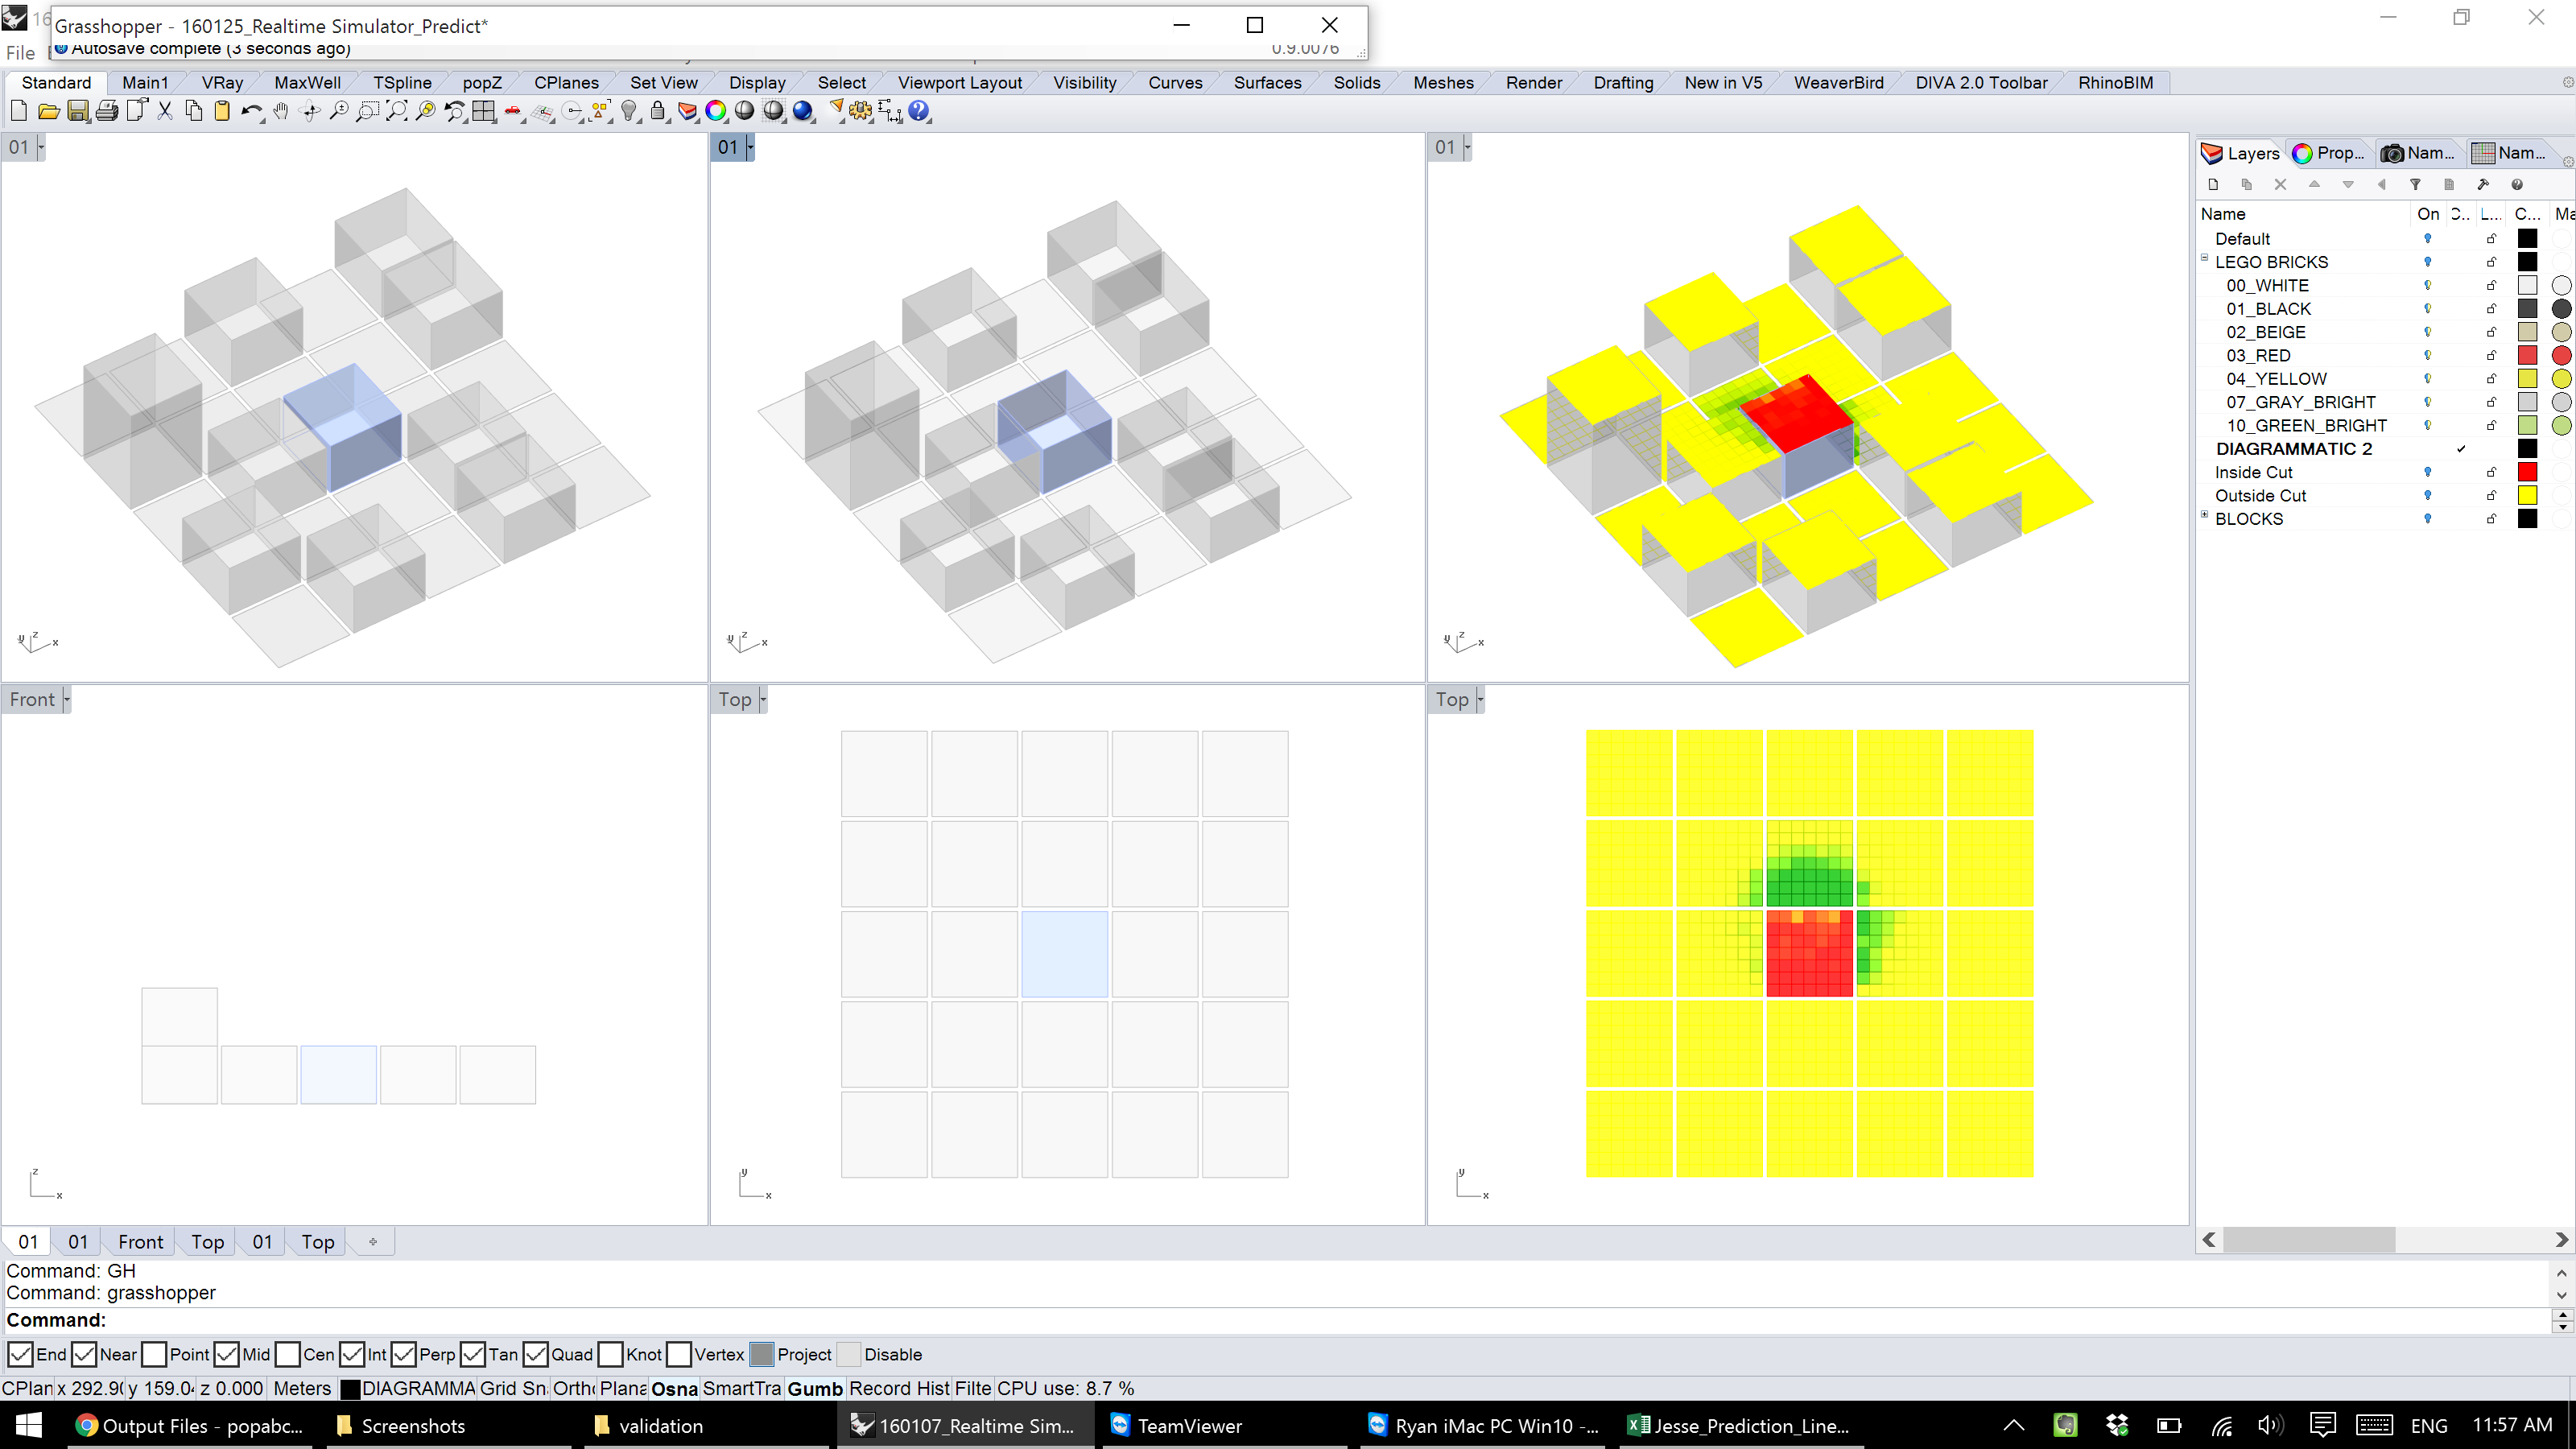 16
Grasshopper - 160125_Realtime Simulator_Predict*
Autosave complete (3 seconds ago)
0.9.0076
File
Standard Main1 VRay MaxWell TSpline popZ CPlanes Set View Display Select Viewport Layout Visibility Curves Surfaces Solids Meshes Render Drafting New in V5 WeaverBird DIVA 2.0 Toolbar RhinoBIM
01 01 01
Layers Prop... Nam... Nam...
Name On C.. L... C... Ma
Default
LEGO BRICKS
00_WHITE
01_BLACK
02_BEIGE
03_RED
04_YELLOW
07_GRAY_BRIGHT
10_GREEN_BRIGHT
DIAGRAMMATIC 2
Inside Cut
Outside Cut
BLOCKS
y z x y z x y z x
Front Top Top
z x y x y x
01 01 Front Top 01 Top
Command: GH
Command: grasshopper
Command:
End Near Point Mid Cen Int Perp Tan Quad Knot Vertex Project Disable
CPlan x 292.90 y 159.04 z 0.000 Meters DIAGRAMMA Grid Sn Ortho Plana Osna SmartTra Gumb Record Hist Filte CPU use: 8.7 %
Output Files - popabc... Screenshots validation 160107_Realtime Sim... TeamViewer Ryan iMac PC Win10 -... Jesse_Prediction_Line... ENG 11:57 AM